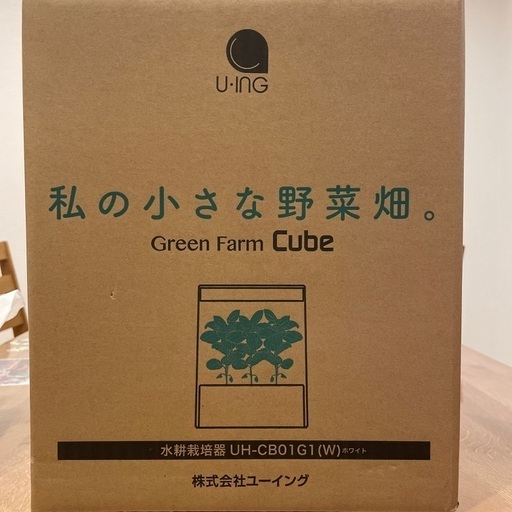 U·ING
私の小さな野菜畑。
Green Farm Cube
水耕栽培器 UH-CB01G1(W)ホワイト
株式会社ユーイング